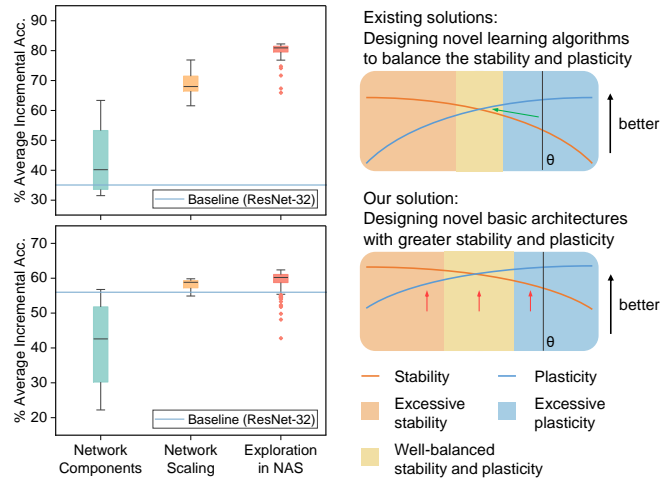 % Average Incremental Acc.
90
80
70
60
50
40
30
Baseline (ResNet-32)
% Average Incremental Acc.
70
60
50
40
30
20
Baseline (ResNet-32)
Network
Components
Network
Scaling
Exploration
in NAS
Existing solutions:
Designing novel learning algorithms
to balance the stability and plasticity
θ
better
Our solution:
Designing novel basic architectures
with greater stability and plasticity
θ
better
Stability
Plasticity
Excessive
stability
Excessive
plasticity
Well-balanced
stability and plasticity